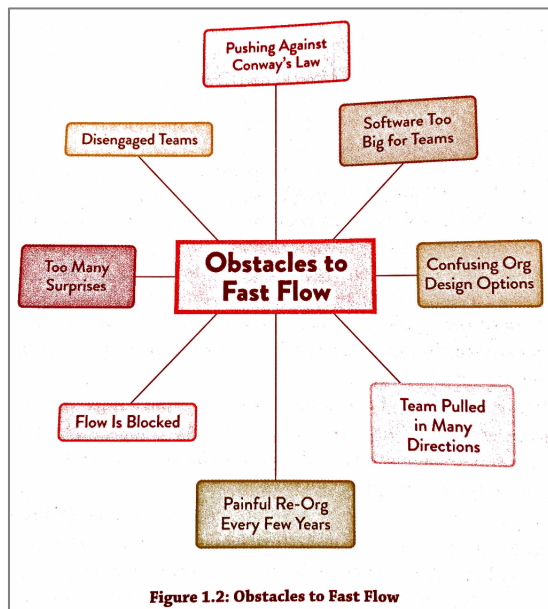 Pushing Against
Conway's Law
Disengaged Teams
Software Too
Big for Teams
Too Many
Surprises
Obstacles to
Fast Flow
Confusing Org
Design Options
Flow Is Blocked
Team Pulled
in Many
Directions
Painful Re-Org
Every Few Years
Figure 1.2: Obstacles to Fast Flow